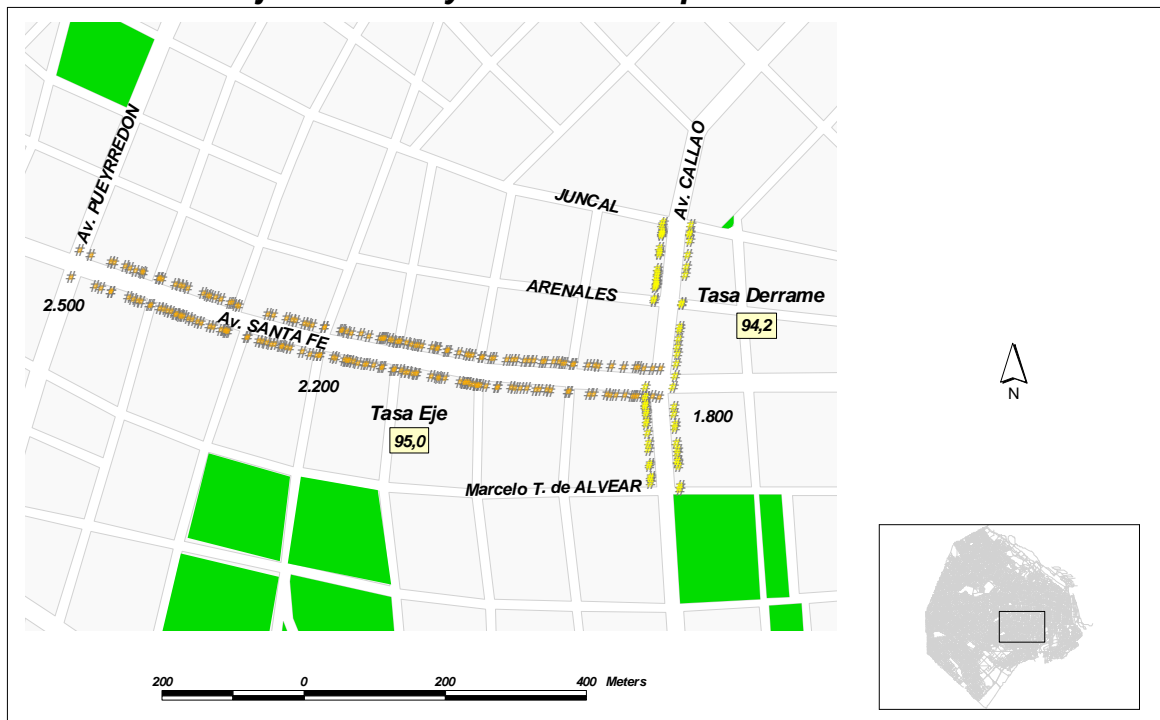 Av. PUEYRREDON
Av. CALLAO
JUNCAL
ARENALES
Tasa Derrame
94,2
2.500
Av. SANTA FE
2.200
Tasa Eje
95,0
1.800
Marcelo T. de ALVEAR
N
200 0 200 400 Meters